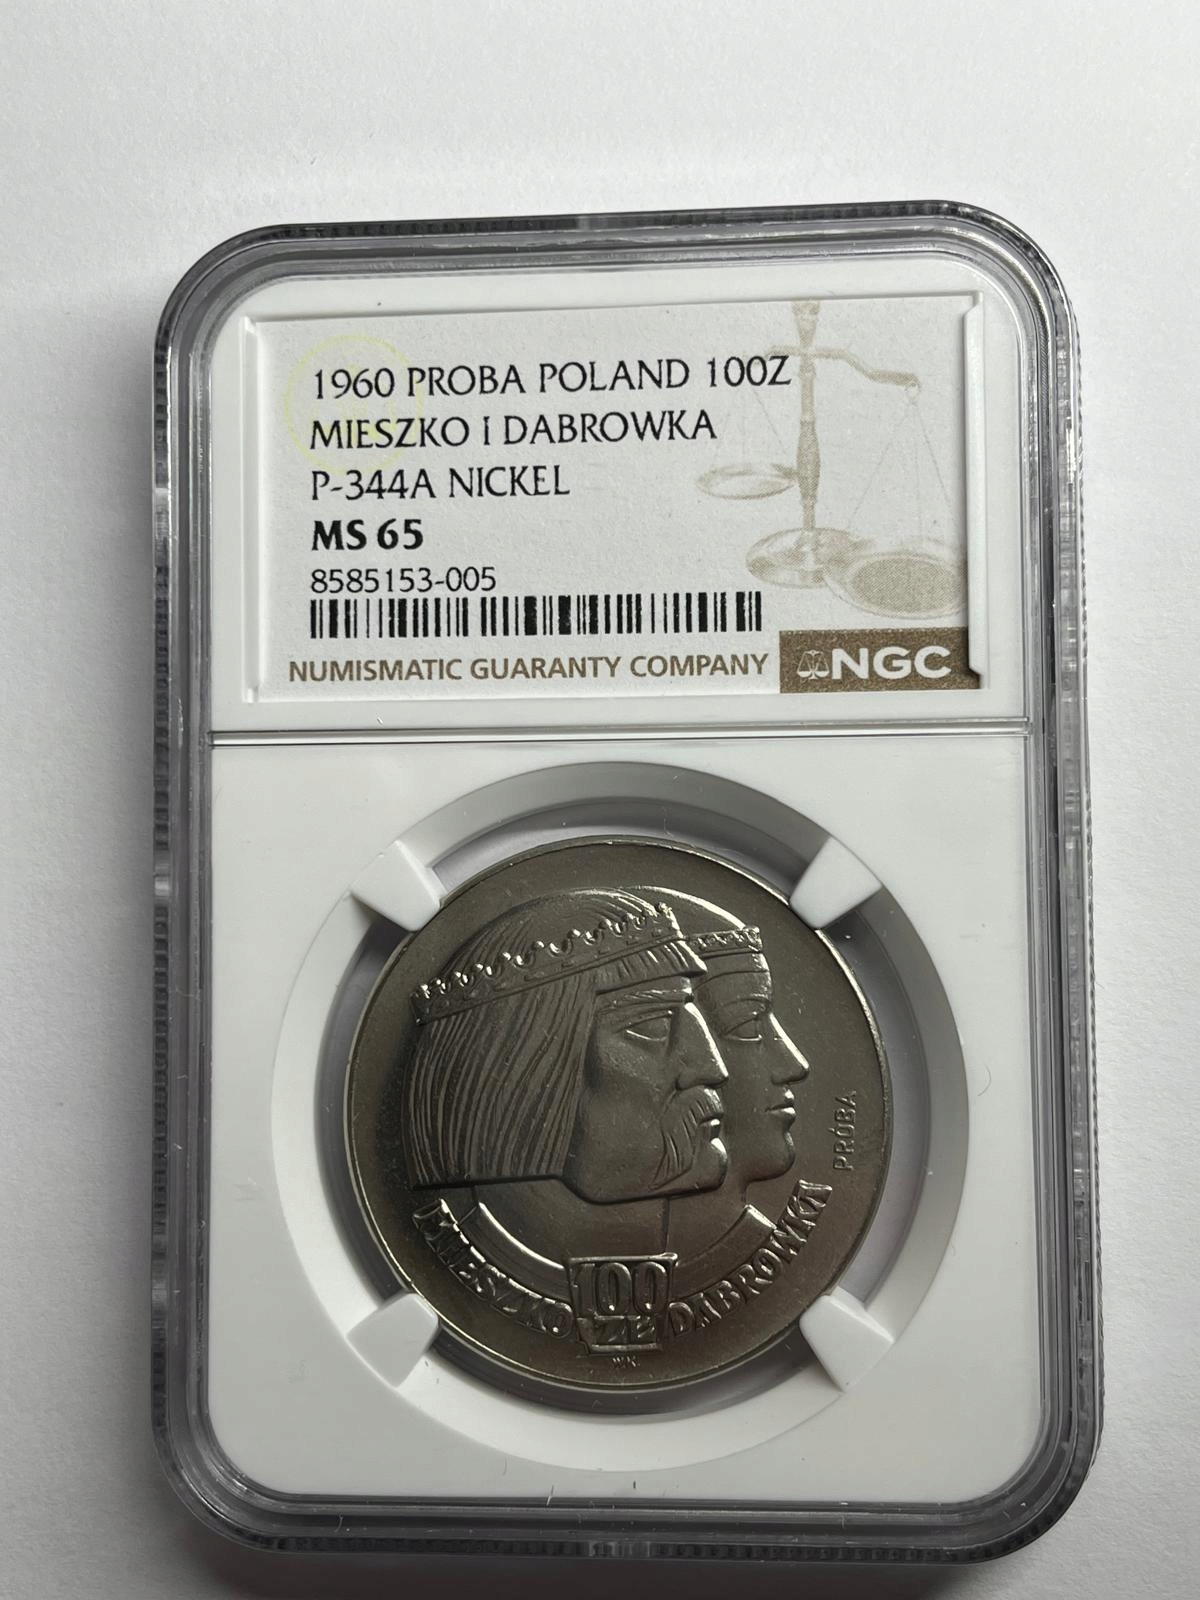 1960 PROBA POLAND 100Z
MIESZKO I DABROWKA
P-344A NICKEL
MS 65
8585153-005
NUMISMATIC GUARANTY COMPANY
NGC
PRÓBA
MIESZKO
100
ZŁ
DĄBRÓWKA
WK